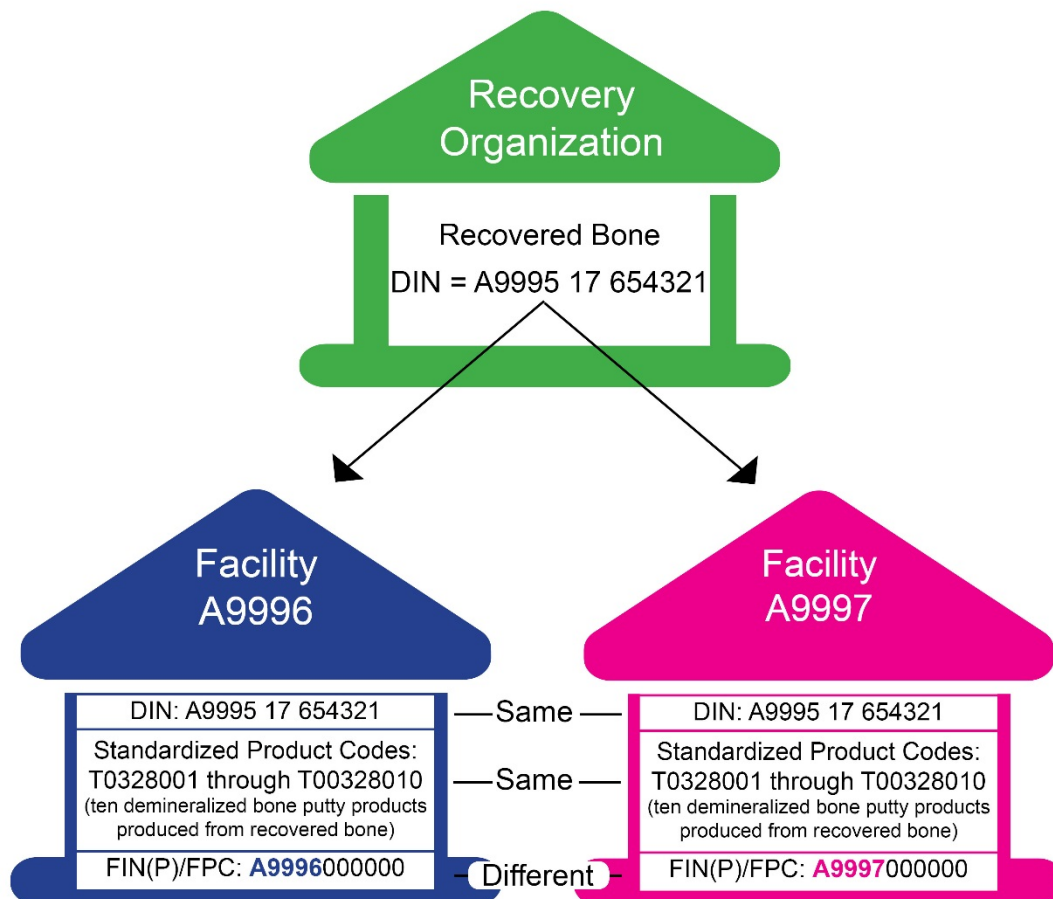 Recovery
Organization
Recovered Bone
DIN = A9995 17 654321
Facility
A9996
Facility
A9997
DIN: A9995 17 654321
Same
DIN: A9995 17 654321
Standardized Product Codes:
T0328001 through T00328010
(ten demineralized bone putty products
produced from recovered bone)
Same
Standardized Product Codes:
T0328001 through T00328010
(ten demineralized bone putty products
produced from recovered bone)
FIN(P)/FPC: A9996000000
Different
FIN(P)/FPC: A9997000000